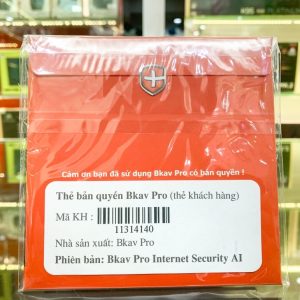 Cảm ơn bạn đã sử dụng Bkav Pro có bản quyền !
Thẻ bản quyền Bkav Pro (thẻ khách hàng)
Mã KH :
11314140
Nhà sản xuất: Bkav Pro
Phiên bản: Bkav Pro Internet Security AI